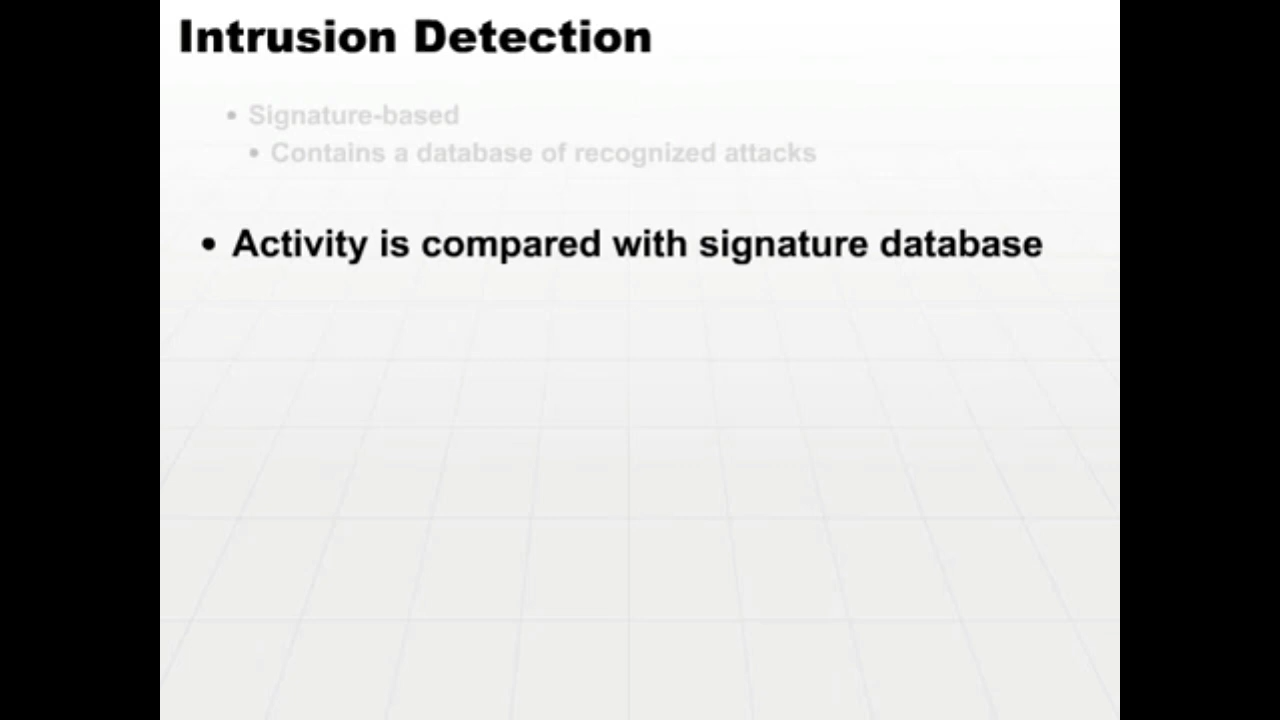 Intrusion Detection
• Signature-based
• Contains a database of recognized attacks
• Activity is compared with signature database